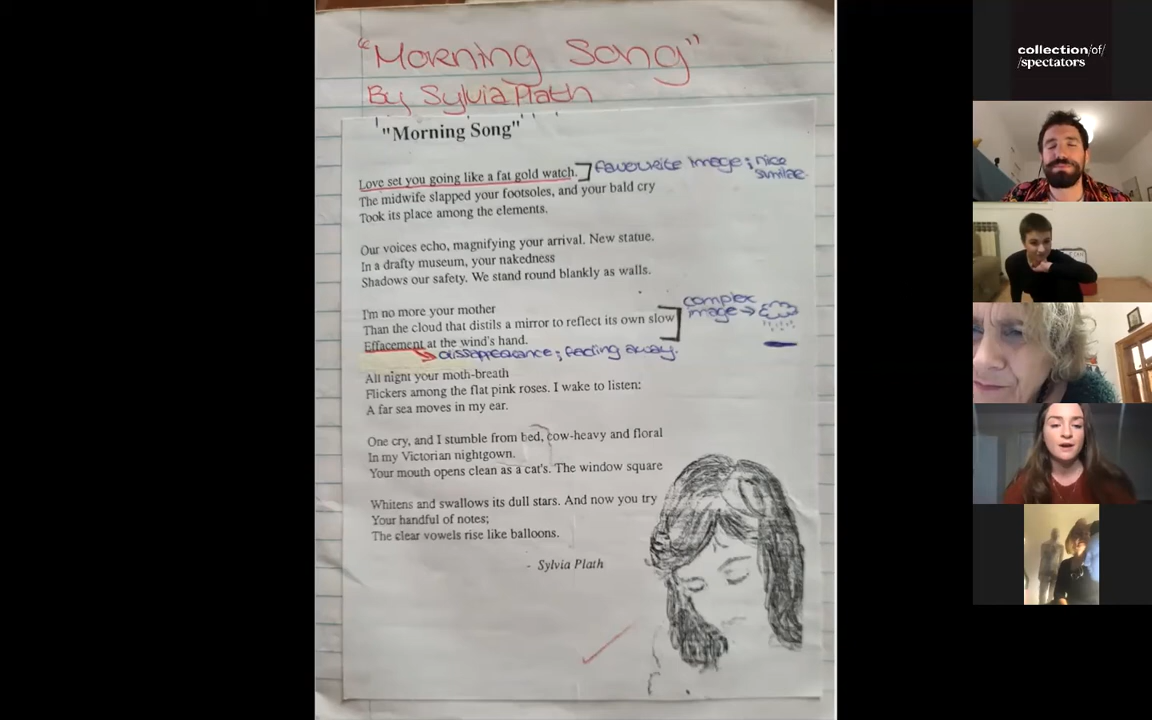 "Morning Song"
By Sylvia Plath
"Morning Song"
Love set you going like a fat gold watch.
favourite image; nice
similae.
The midwife slapped your footsoles, and your bald cry
Took its place among the elements.
Our voices echo, magnifying your arrival. New statue.
In a drafty museum, your nakedness
Shadows our safety. We stand round blankly as walls.
I'm no more your mother
Than the cloud that distils a mirror to reflect its own slow
Effacement at the wind's hand.
complex
image →
dissappearance; fading away.
All night your moth-breath
Flickers among the flat pink roses. I wake to listen:
A far sea moves in my ear.
One cry, and I stumble from bed, cow-heavy and floral
In my Victorian nightgown.
Your mouth opens clean as a cat's. The window square
Whitens and swallows its dull stars. And now you try
Your handful of notes;
The clear vowels rise like balloons.
- Sylvia Plath
collection/of/
/spectators